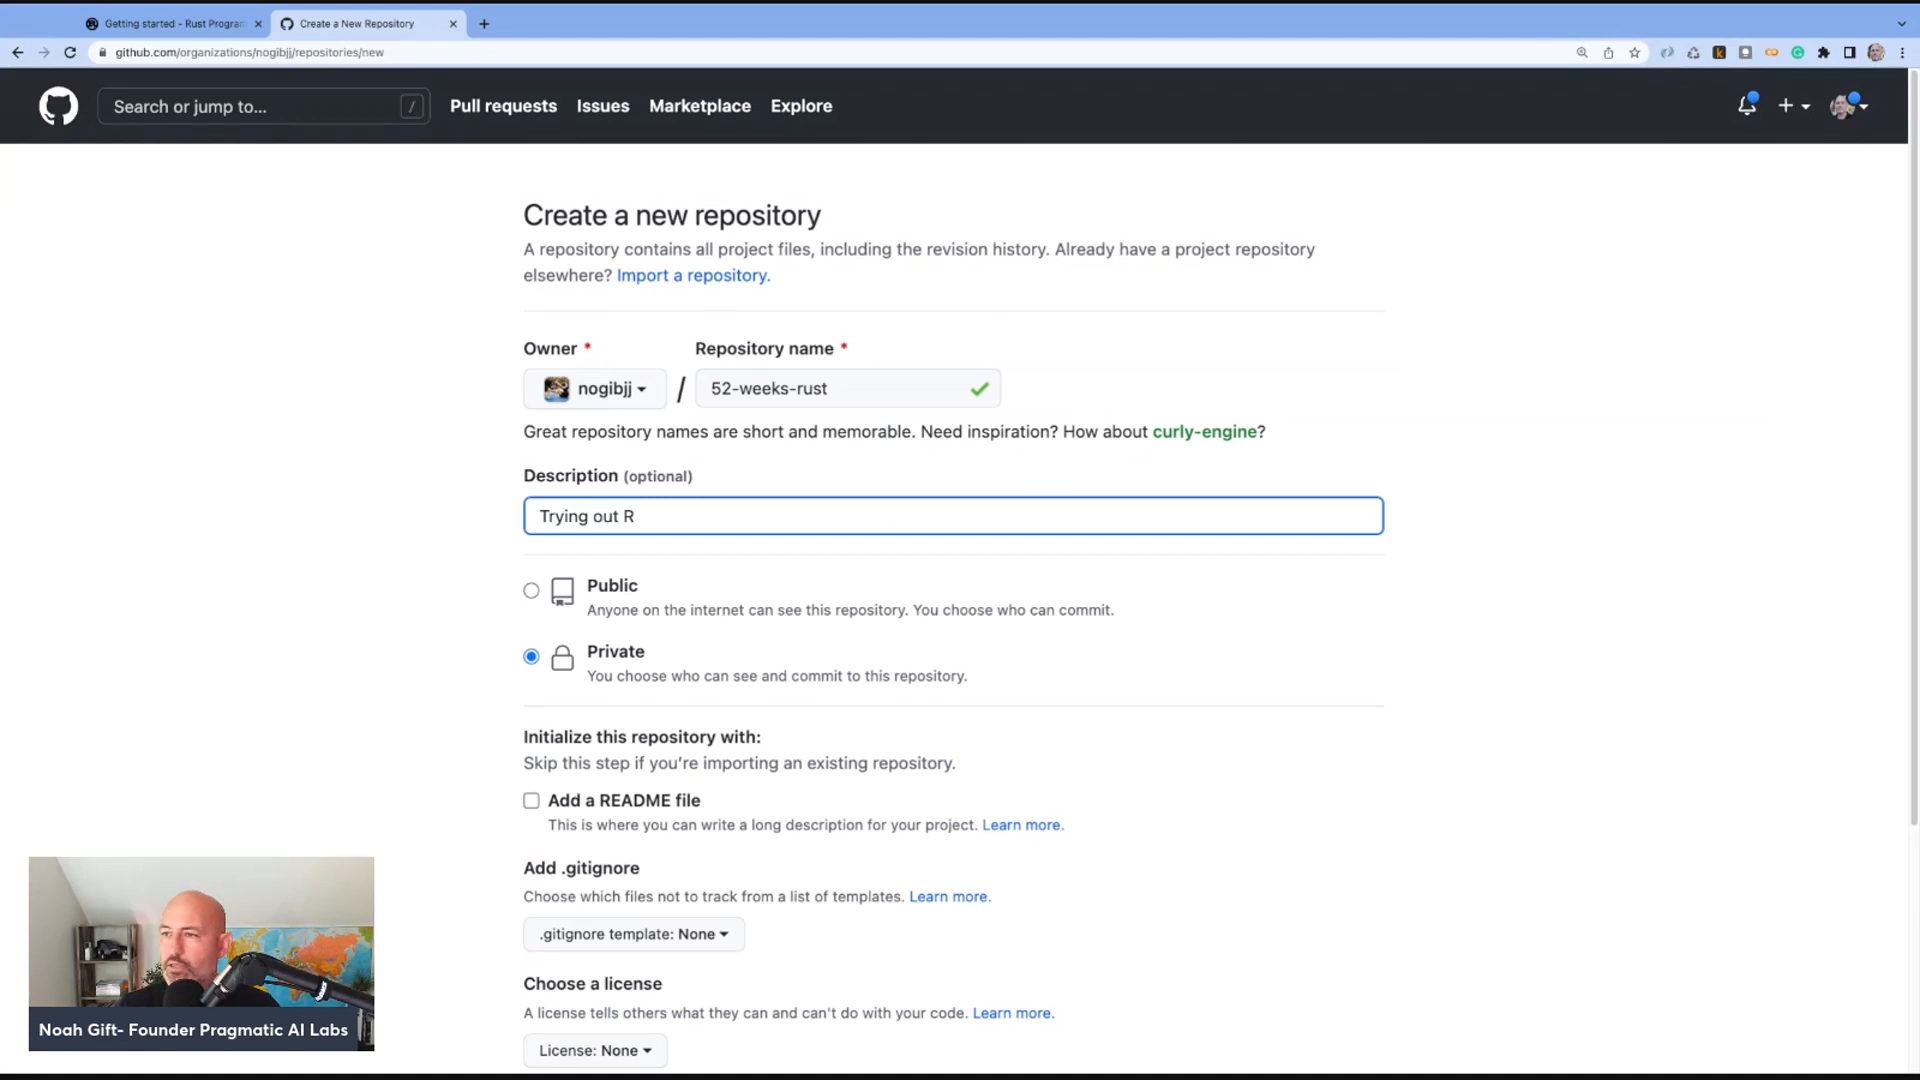 Getting started - Rust Program
Create a New Repository
github.com/organizations/nogibjj/repositories/new
Search or jump to...
/
Pull requests
Issues
Marketplace
Explore
Create a new repository
A repository contains all project files, including the revision history. Already have a project repository
elsewhere? Import a repository.
Owner *
Repository name *
nogibjj
/
52-weeks-rust
Great repository names are short and memorable. Need inspiration? How about curly-engine?
Description (optional)
Trying out R
Public
Anyone on the internet can see this repository. You choose who can commit.
Private
You choose who can see and commit to this repository.
Initialize this repository with:
Skip this step if you’re importing an existing repository.
Add a README file
This is where you can write a long description for your project. Learn more.
Add .gitignore
Choose which files not to track from a list of templates. Learn more.
.gitignore template: None
Choose a license
A license tells others what they can and can't do with your code. Learn more.
License: None
Noah Gift- Founder Pragmatic AI Labs